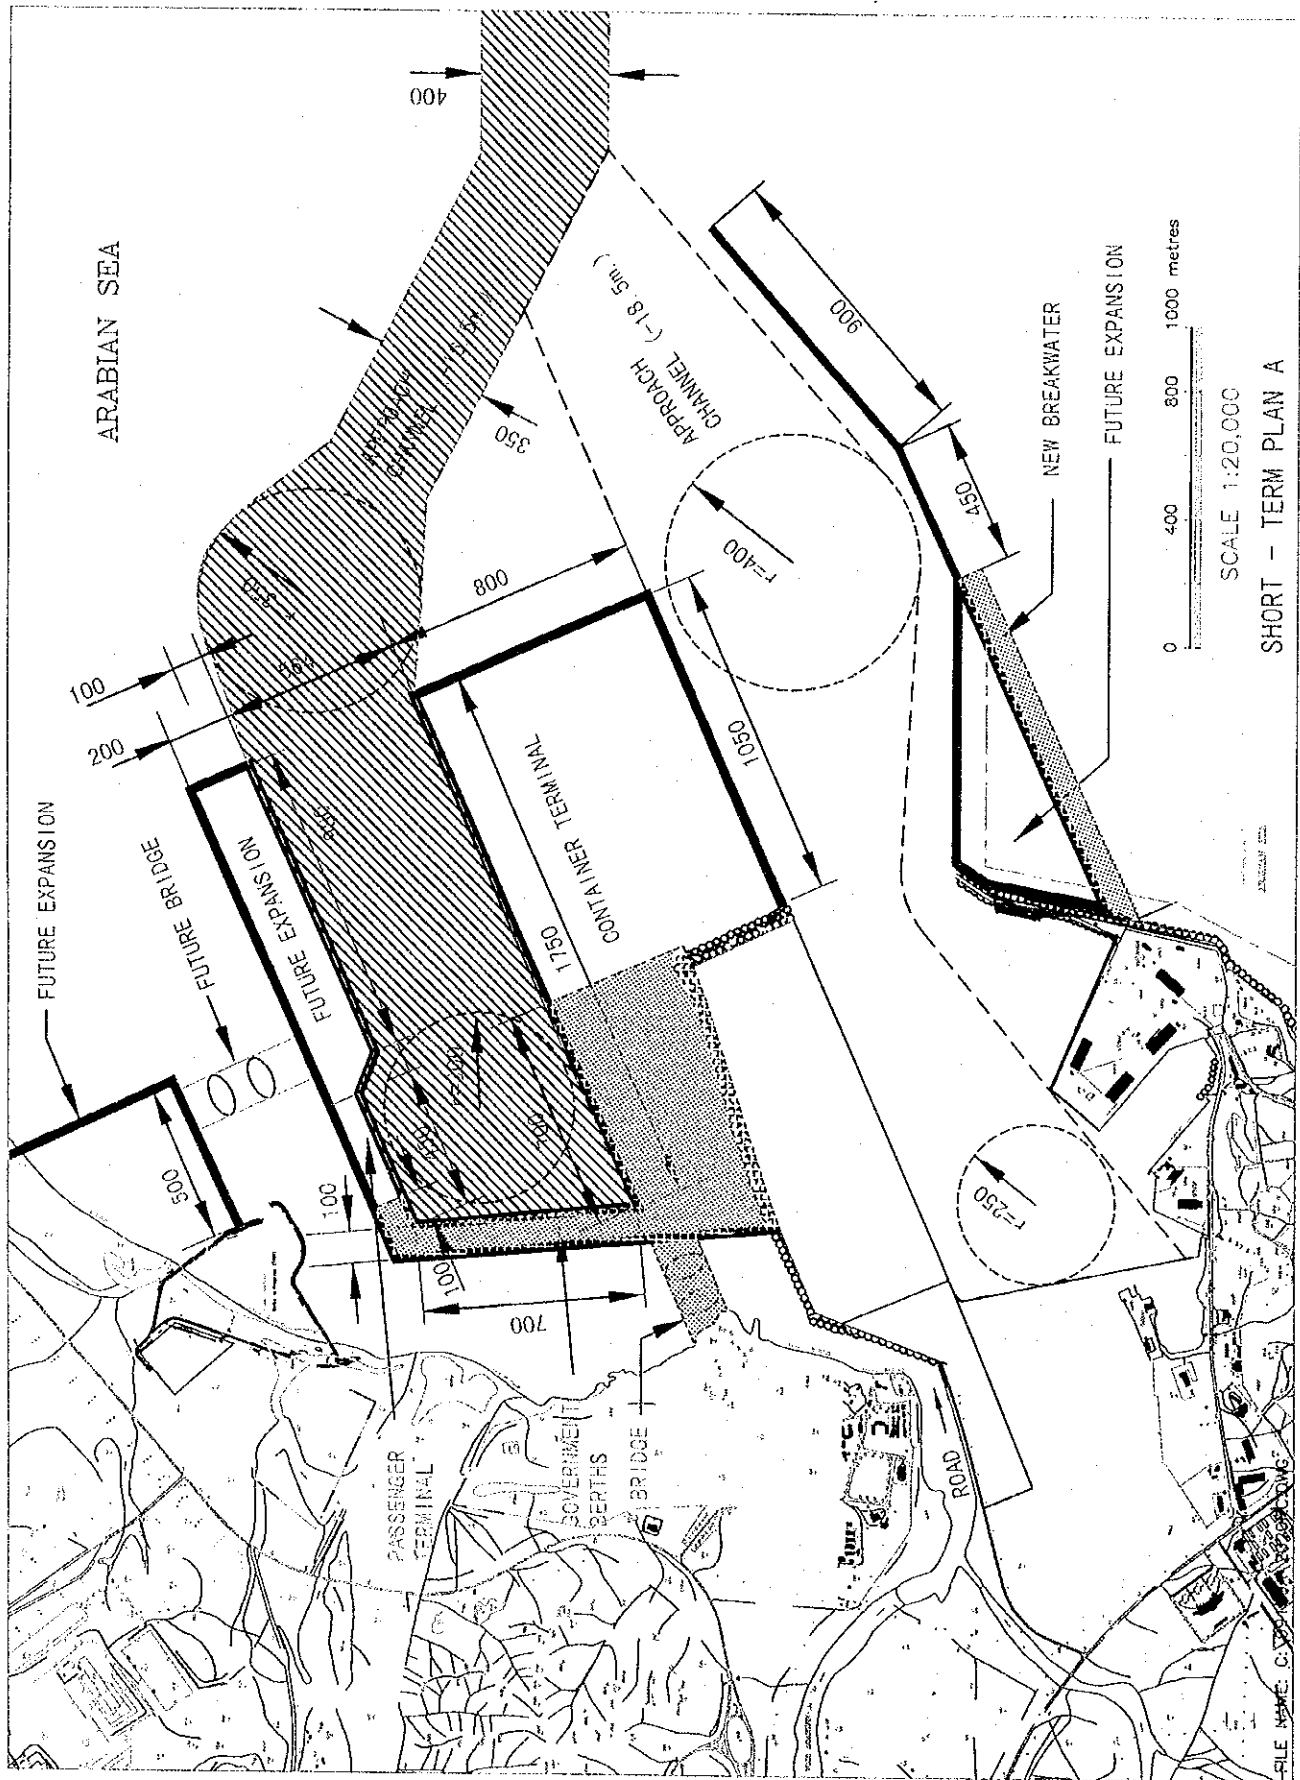 ARABIAN SEA
400
APPROACH
CHANNEL (-18.5m.)
350
900
450
NEW BREAKWATER
FUTURE EXPANSION
r=400
800
1050
100
200
CONTAINER TERMINAL
1750
FUTURE EXPANSION
FUTURE BRIDGE
FUTURE EXPANSION
500
100
100
700
r=250
PASSENGER
TERMINAL
GOVERNMENT
BERTHS
BRIDGE
ROAD
0 400 800 1000 metres
SCALE 1:20,000
SHORT - TERM PLAN A
FILE NAME: